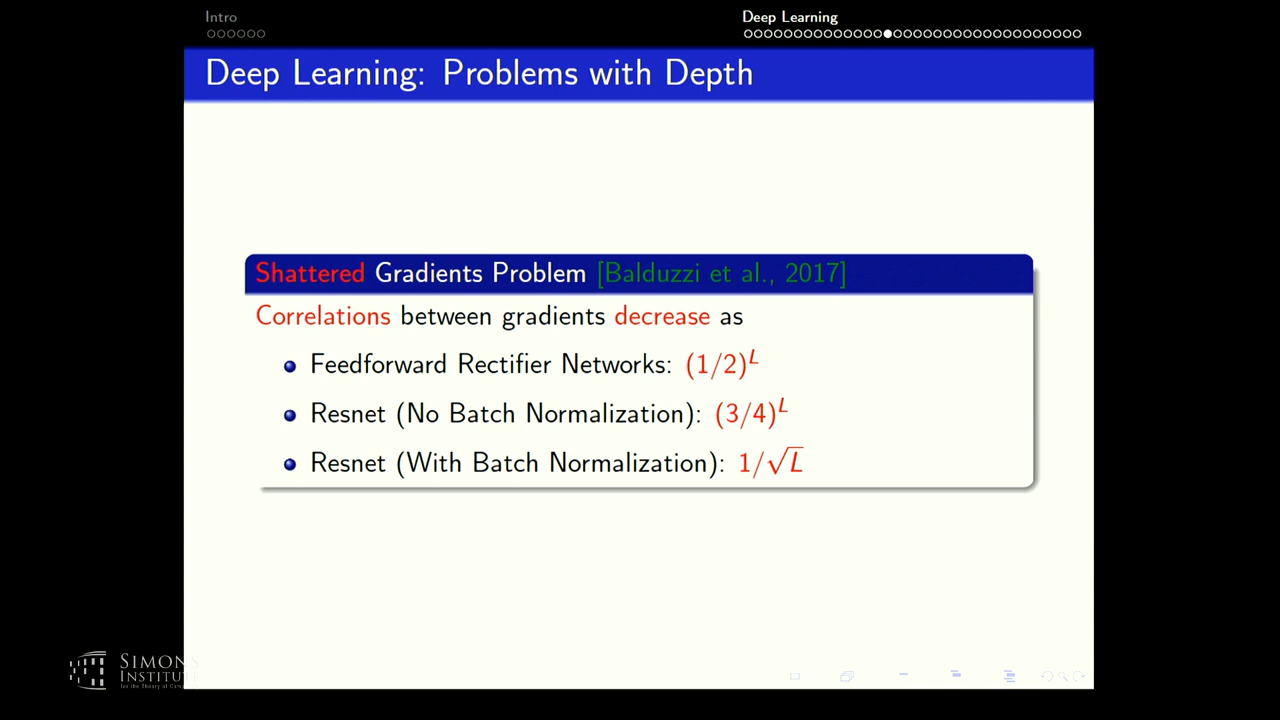 Intro
Deep Learning
Deep Learning: Problems with Depth
Shattered Gradients Problem [Balduzzi et al., 2017]
Correlations between gradients decrease as
Feedforward Rectifier Networks: (1/2)^L
Resnet (No Batch Normalization): (3/4)^L
Resnet (With Batch Normalization): 1/√L
SIMONS
INSTITUTE